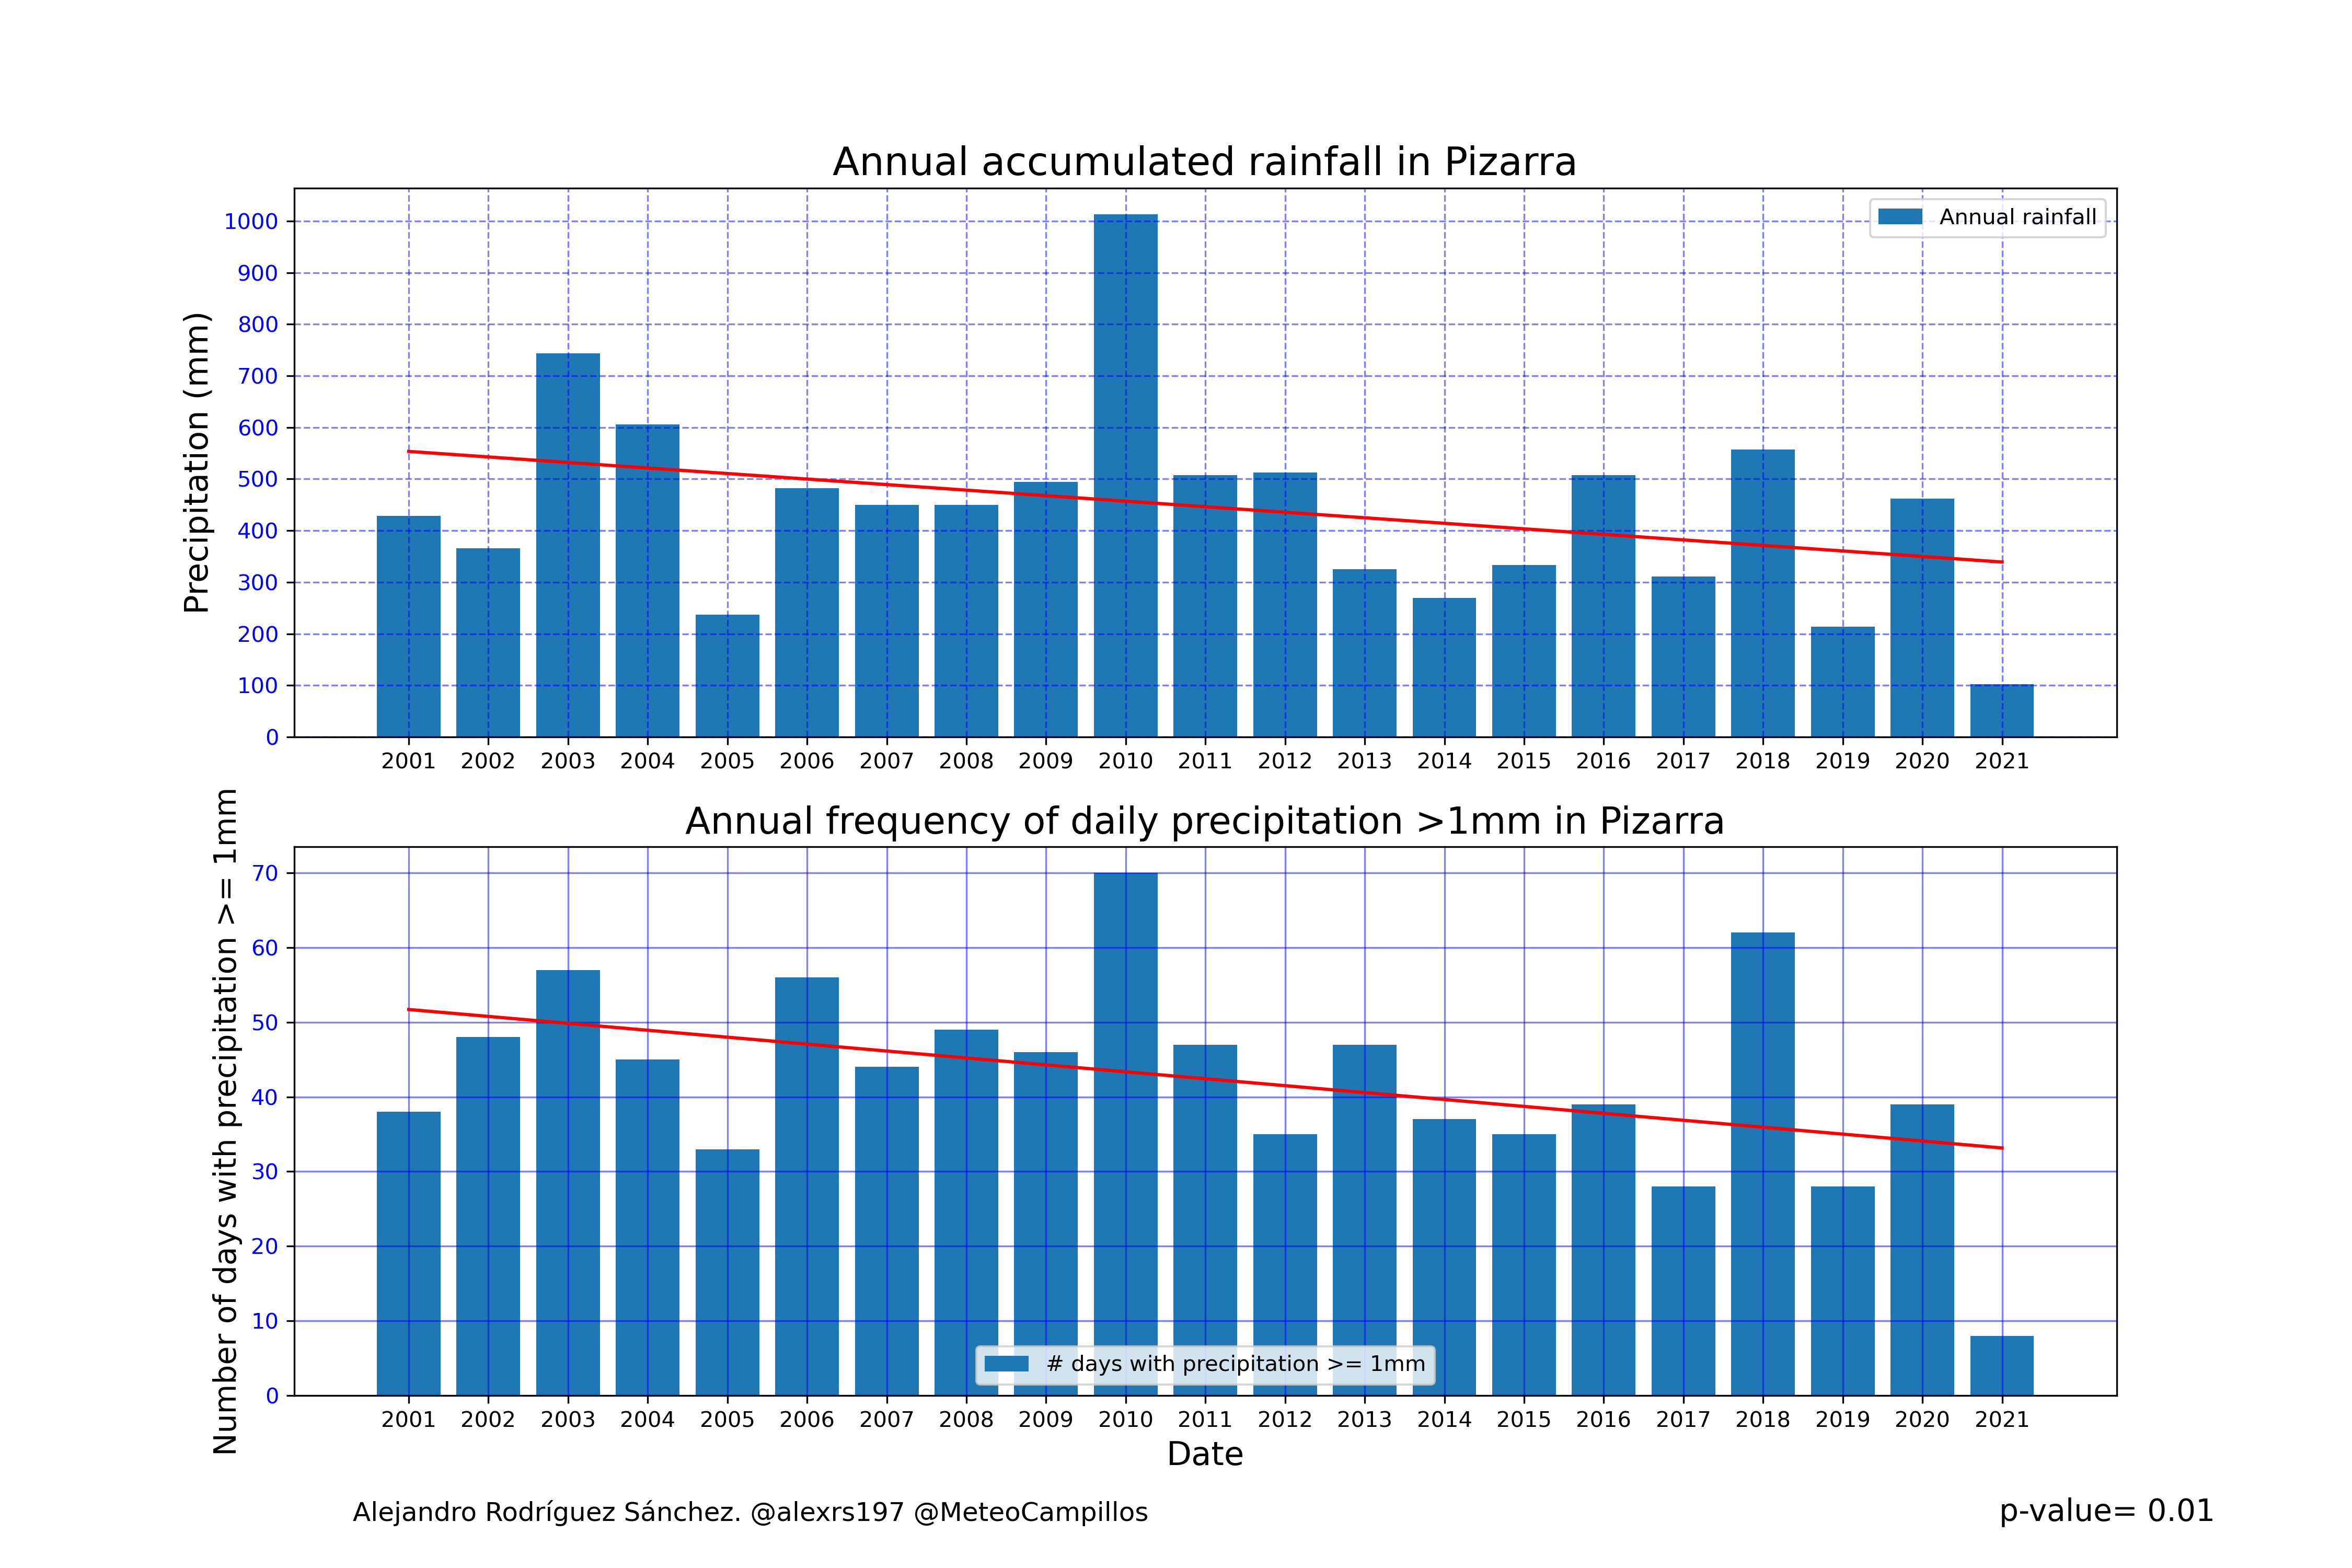 Annual accumulated rainfall in Pizarra
Precipitation (mm)
1000
900
800
700
600
500
400
300
200
100
0
Annual rainfall
2001 2002 2003 2004 2005 2006 2007 2008 2009 2010 2011 2012 2013 2014 2015 2016 2017 2018 2019 2020 2021
Annual frequency of daily precipitation >1mm in Pizarra
Number of days with precipitation >= 1mm
70
60
50
40
30
20
10
0
# days with precipitation >= 1mm
2001 2002 2003 2004 2005 2006 2007 2008 2009 2010 2011 2012 2013 2014 2015 2016 2017 2018 2019 2020 2021
Date
Alejandro Rodríguez Sánchez. @alexrs197 @MeteoCampillos
p-value= 0.01